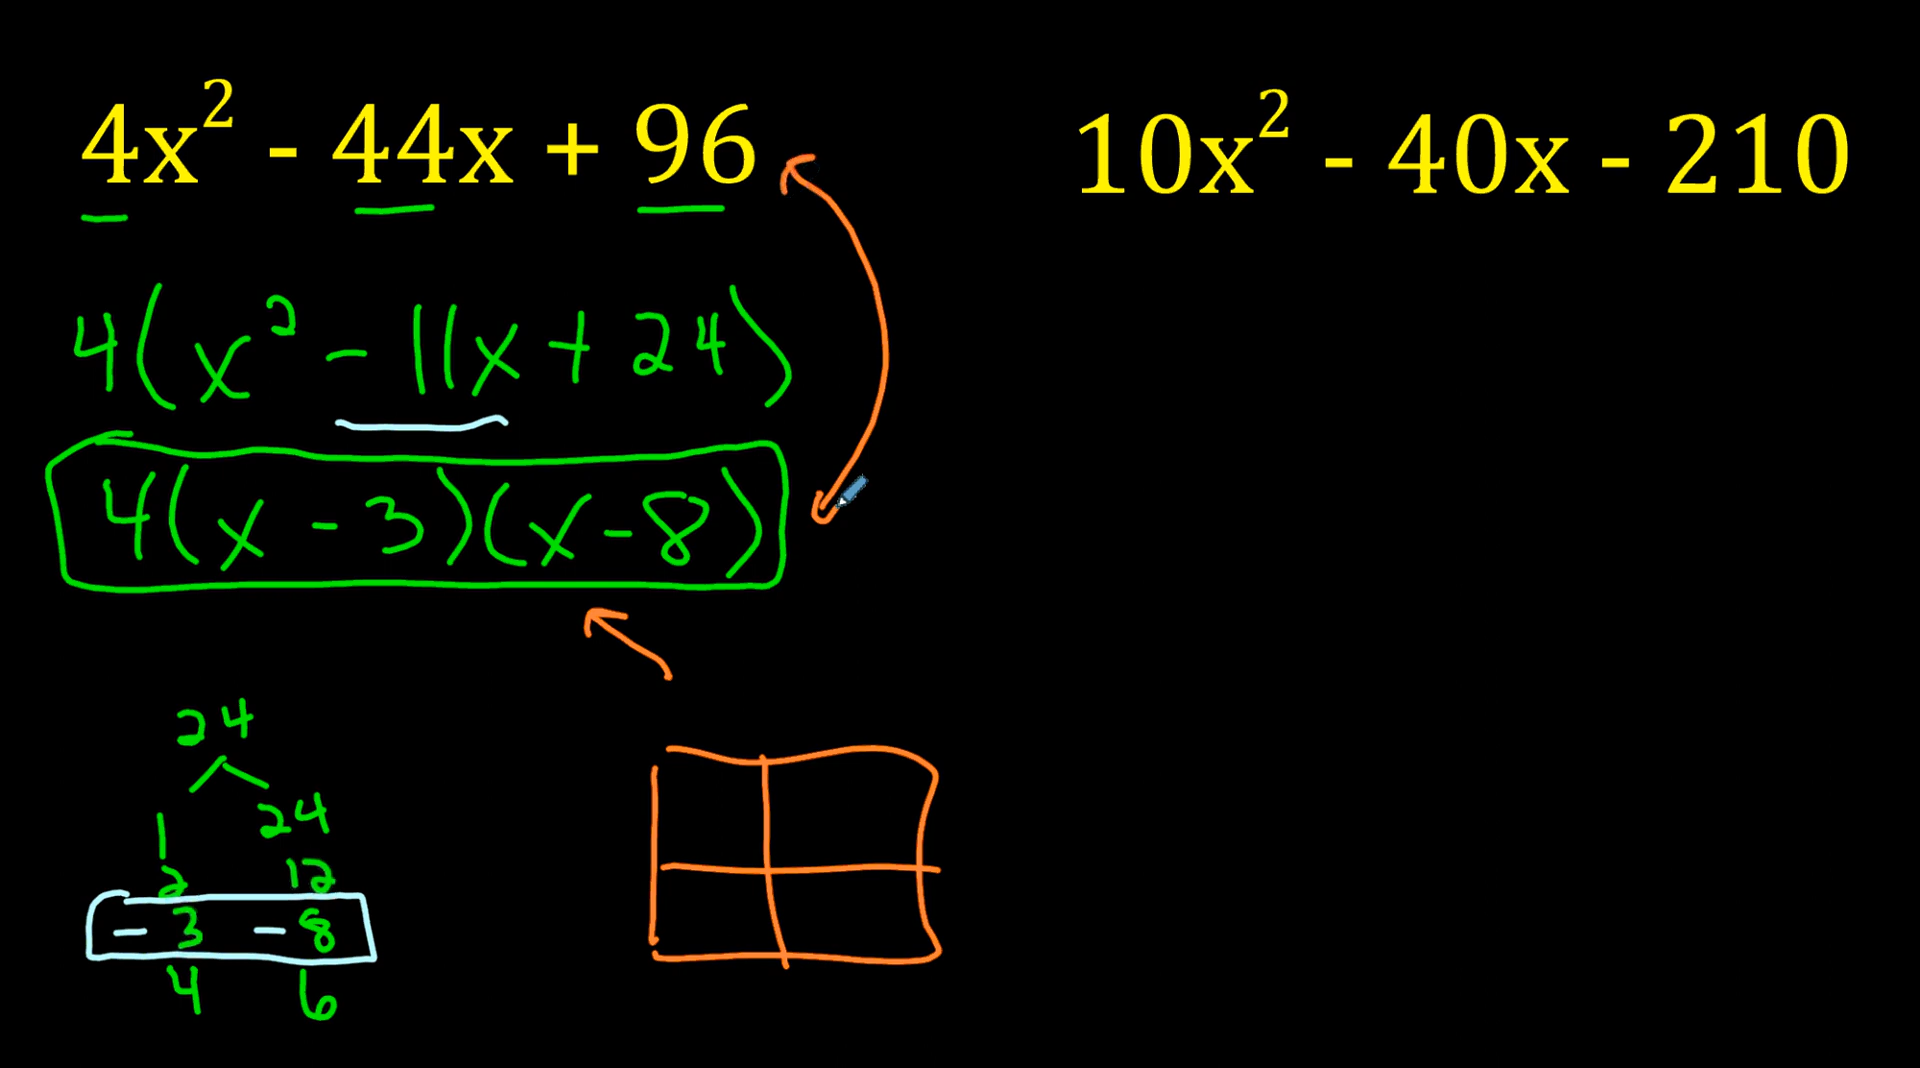 4x² - 44x + 96
4(x² - 11x + 24)
4(x - 3)(x - 8)
24
1 24
2 12
- 3 - 8
4 6
10x² - 40x - 210